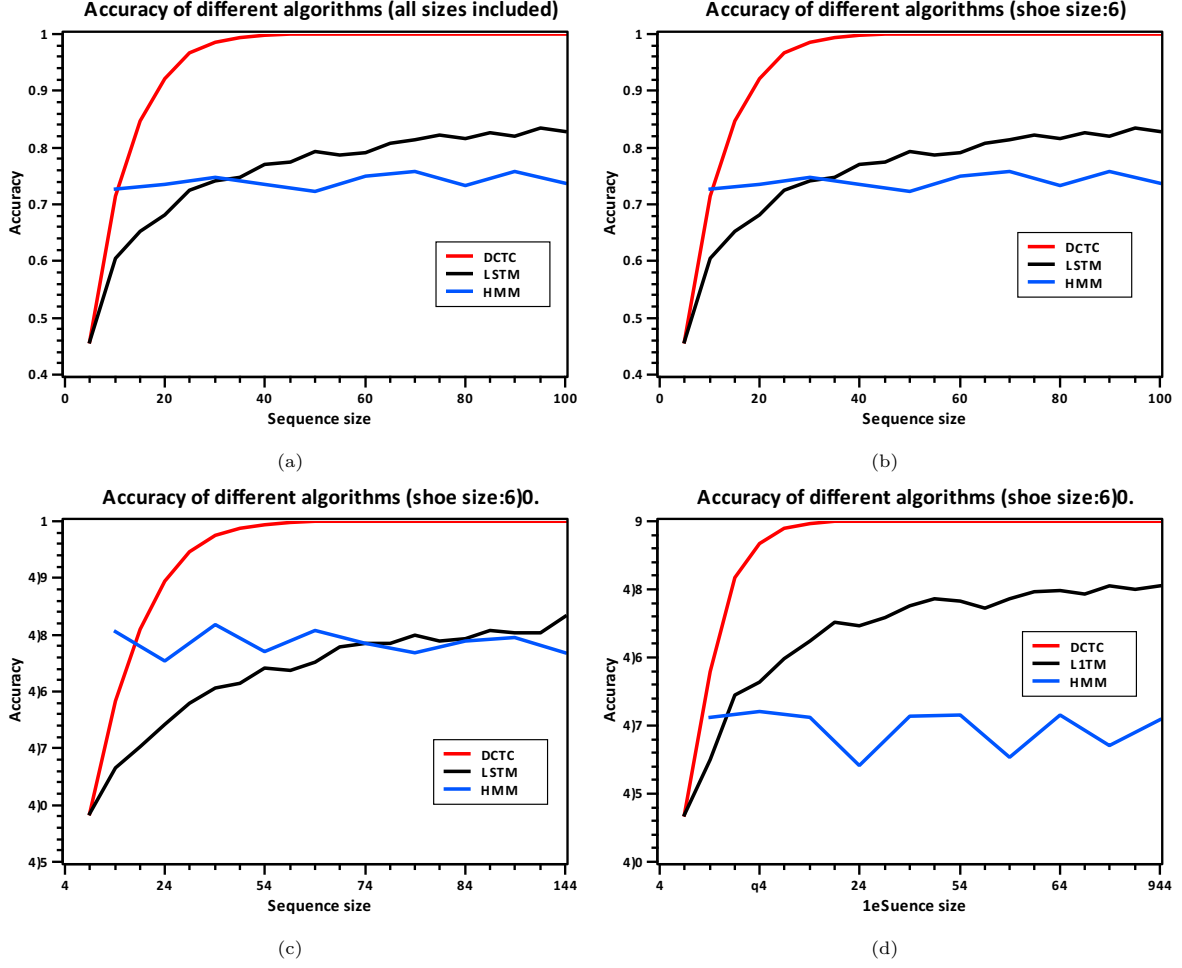 Accuracy of different algorithms (all sizes included)
1
0.9
0.8
0.7
0.6
0.5
0.4
Accuracy
DCTC
LSTM
HMM
0 20 40 60 80 100
Sequence size
(a)
Accuracy of different algorithms (shoe size:6)
1
0.9
0.8
0.7
0.6
0.5
0.4
Accuracy
DCTC
LSTM
HMM
0 20 40 60 80 100
Sequence size
(b)
Accuracy of different algorithms (shoe size:6)0.
1
4)9
4)8
4)6
4)7
4)0
4)5
Accuracy
DCTC
LSTM
HMM
4 24 54 74 84 144
Sequence size
(c)
Accuracy of different algorithms (shoe size:6)0.
9
4)8
4)6
4)7
4)5
4)0
Accuracy
DCTC
L1TM
HMM
4 q4 24 54 64 944
1eSuence size
(d)